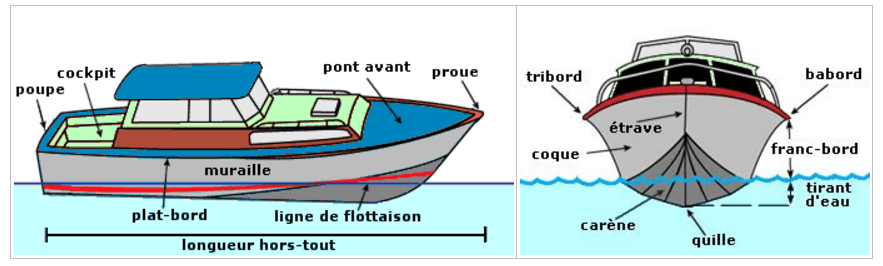 poupe
cockpit
pont avant
proue
muraille
plat-bord
ligne de flottaison
longueur hors-tout
tribord
babord
étrave
coque
franc-bord
tirant
d'eau
carène
quille